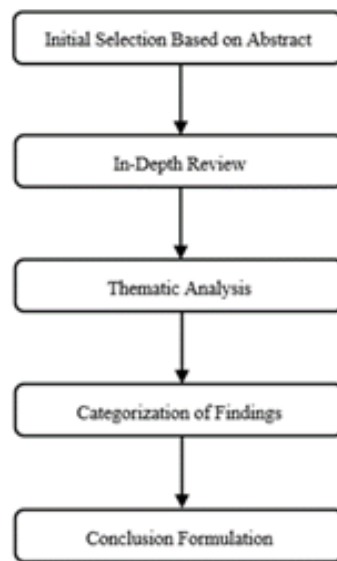 Initial Selection Based on Abstract
In-Depth Review
Thematic Analysis
Categorization of Findings
Conclusion Formulation